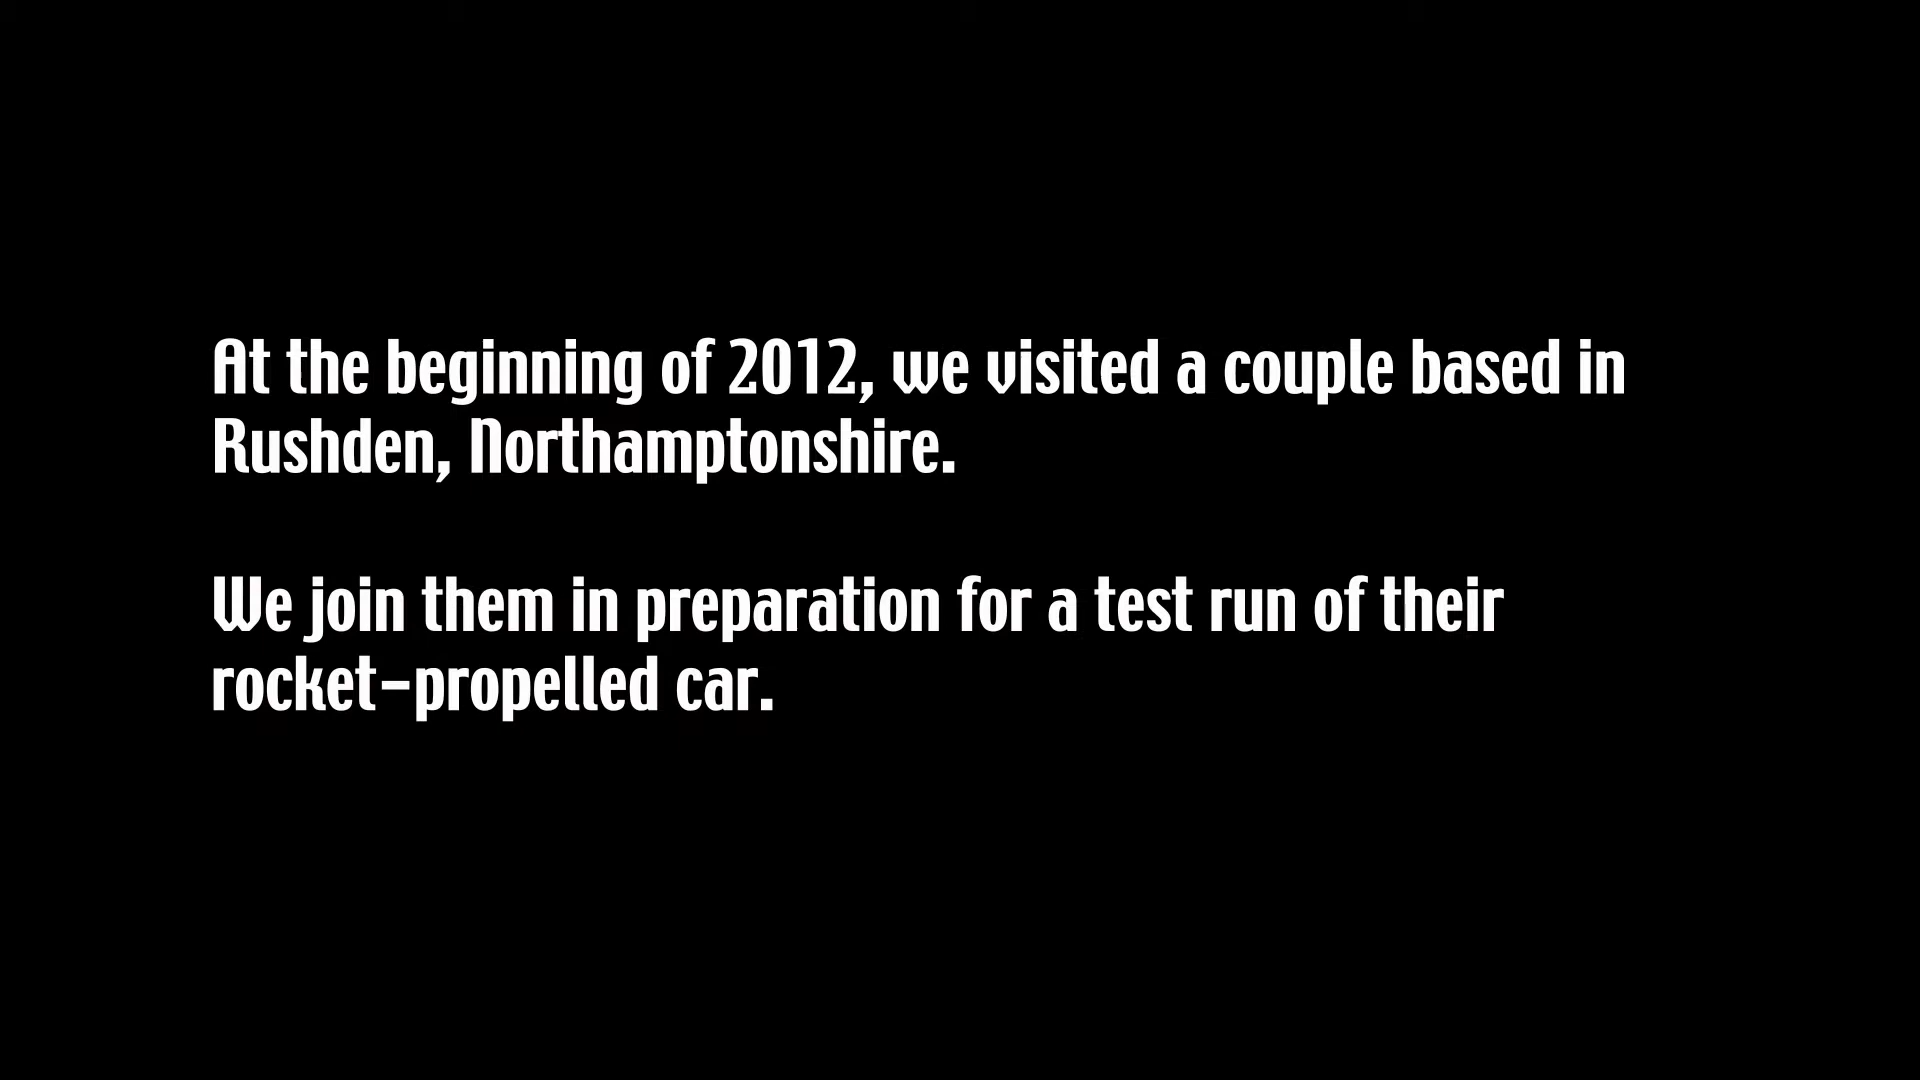 At the beginning of 2012, we visited a couple based in
Rushden, Northamptonshire.
We join them in preparation for a test run of their
rocket-propelled car.